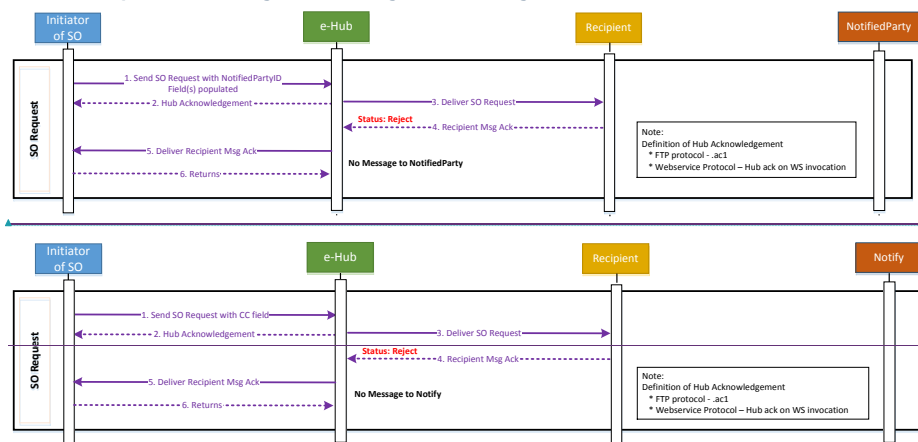 Initiator
of SO
e-Hub
Recipient
NotifiedParty
SO Request
1. Send SO Request with NotifiedPartyID
Field(s) populated
2. Hub Acknowledgement
3. Deliver SO Request
Status: Reject
4. Recipient Msg Ack
5. Deliver Recipient Msg Ack
No Message to NotifiedParty
6. Returns
Note:
Definition of Hub Acknowledgement
* FTP protocol - .ac1
* Webservice Protocol – Hub ack on WS invocation
Initiator
of SO
e-Hub
Recipient
Notify
SO Request
1. Send SO Request with CC field
2. Hub Acknowledgement
3. Deliver SO Request
Status: Reject
4. Recipient Msg Ack
5. Deliver Recipient Msg Ack
No Message to Notify
6. Returns
Note:
Definition of Hub Acknowledgement
* FTP protocol - .ac1
* Webservice Protocol – Hub ack on WS invocation